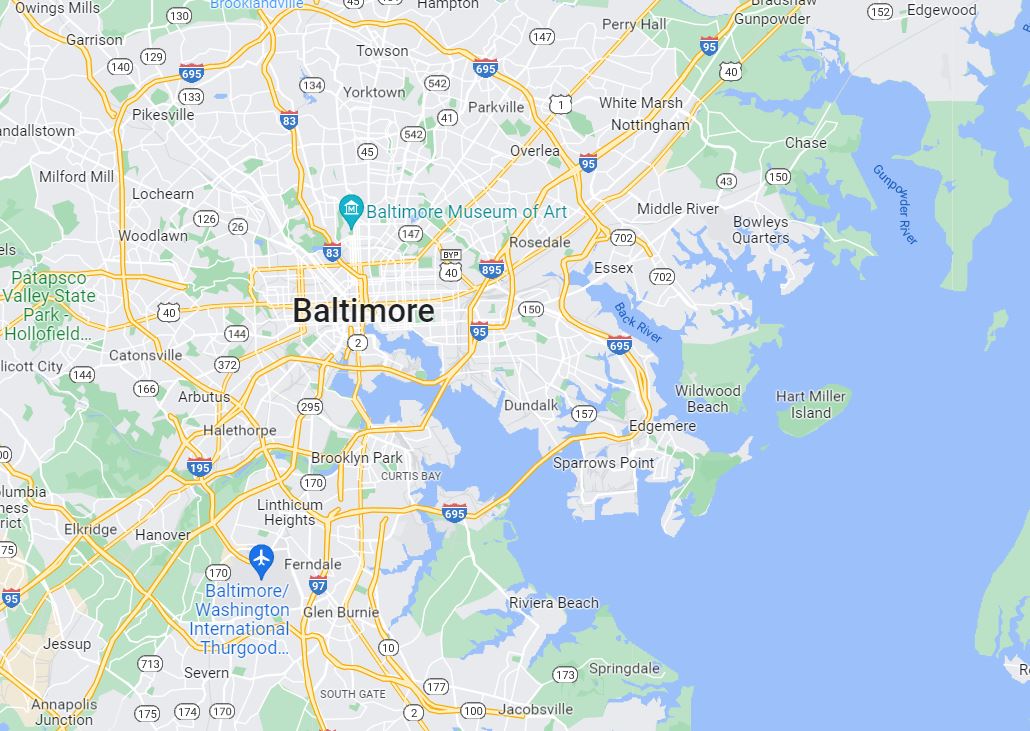 Owings Mills
Brooklandville
45
Hampton
Bradshaw
Gunpowder
152
Edgewood
130
147
Perry Hall
Garrison
129
140
Towson
95
695
695
40
133
134
542
Yorktown
Parkville
1
White Marsh
Pikesville
83
41
Nottingham
andallstown
542
Overlea
Chase
45
95
Milford Mill
43
150
Gunpowder River
Lochearn
Baltimore Museum of Art
Middle River
126
26
147
Bowleys
Quarters
Woodlawn
83
Rosedale
702
els
BYP
40
895
Essex
702
Patapsco
Valley State
Park -
Hollofield...
40
Baltimore
150
Back River
144
95
2
695
Catonsville
licott City
372
144
166
Wildwood
Beach
Hart Miller
Island
Arbutus
295
Dundalk
157
Halethorpe
Edgemere
00
195
Brooklyn Park
Sparrows Point
CURTIS BAY
170
olumbia
ness
rict
Linthicum
Heights
695
Elkridge
Hanover
75
170
Ferndale
97
95
Baltimore/
Washington
International
Thurgood...
Riviera Beach
Glen Burnie
Jessup
10
713
Severn
Springdale
173
177
SOUTH GATE
Annapolis
Junction
175
174
170
2
100
Jacobsville